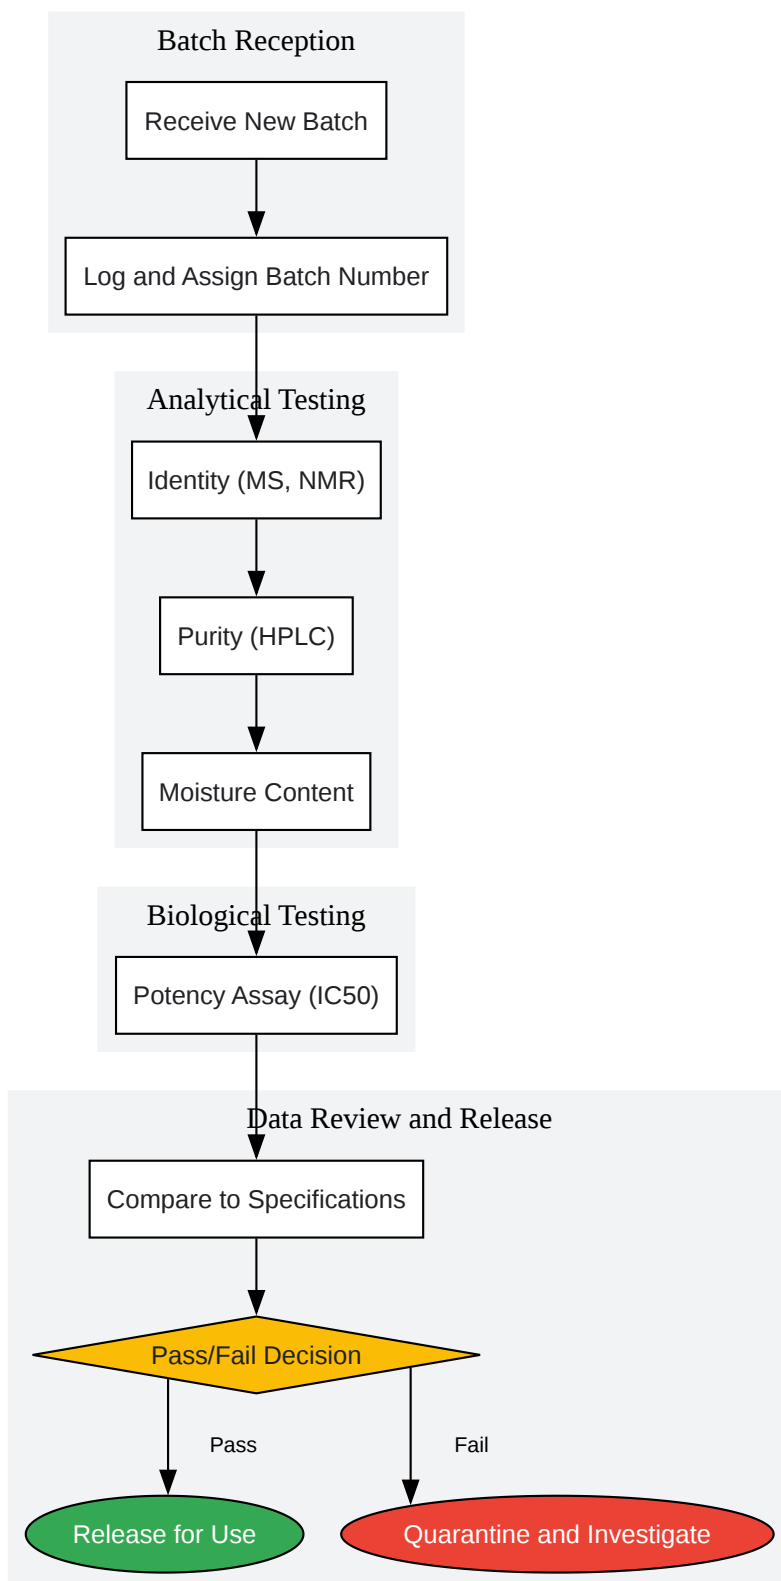 Batch Reception
Receive New Batch
Log and Assign Batch Number
Analytical Testing
Identity (MS, NMR)
Purity (HPLC)
Moisture Content
Biological Testing
Potency Assay (IC50)
Data Review and Release
Compare to Specifications
Pass/Fail Decision
Pass
Fail
Release for Use
Quarantine and Investigate